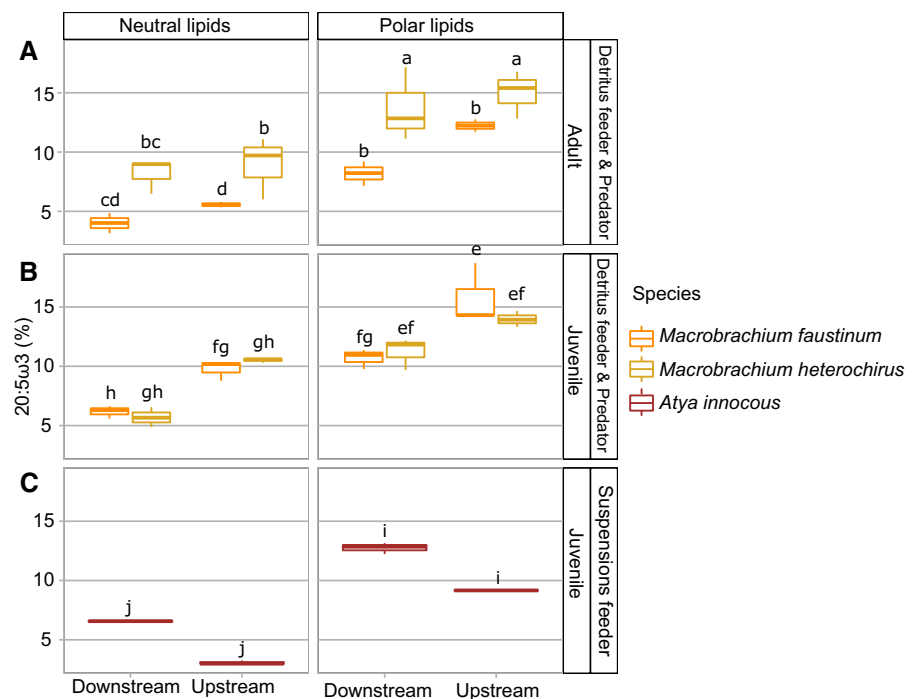 Neutral lipids
Polar lipids
A
15
10
5
cd
bc
d
b
b
a
b
a
Adult
Detritus feeder & Predator
B
20:5ω3 (%)
15
10
5
h
gh
fg
gh
fg
ef
e
ef
Juvenile
Detritus feeder & Predator
Species
Macrobrachium faustinum
Macrobrachium heterochirus
Atya innocous
C
15
10
5
j
j
i
i
Juvenile
Suspensions feeder
Downstream
Upstream
Downstream
Upstream